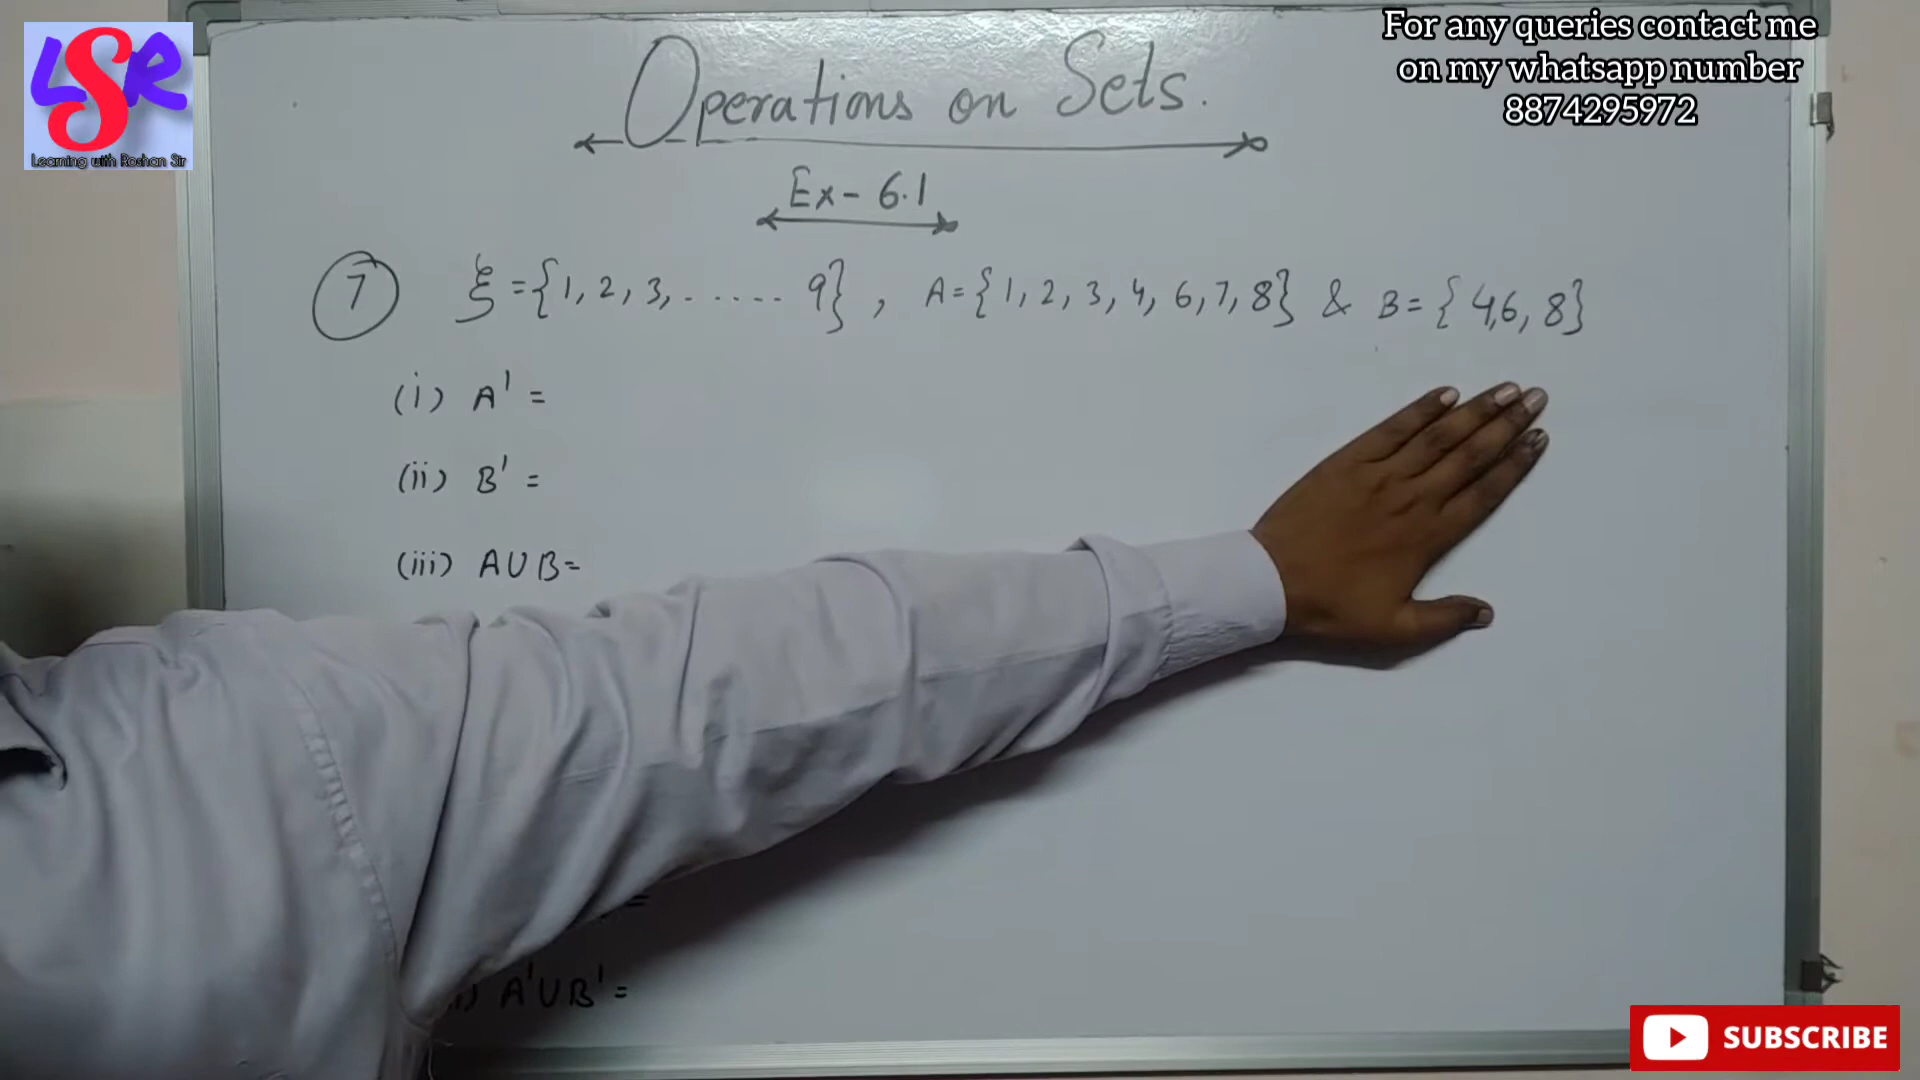 LSR
Learning with Roshan Sir
For any queries contact me
on my whatsapp number
8874295972
Operations on Sets.
Ex- 6.1
7 ξ={1, 2, 3, ...... 9}, A={1, 2, 3, 4, 6, 7, 8} & B={4,6, 8}
(i) A' =
(ii) B' =
(iii) A∪B=
=
) A'∪B' =
SUBSCRIBE